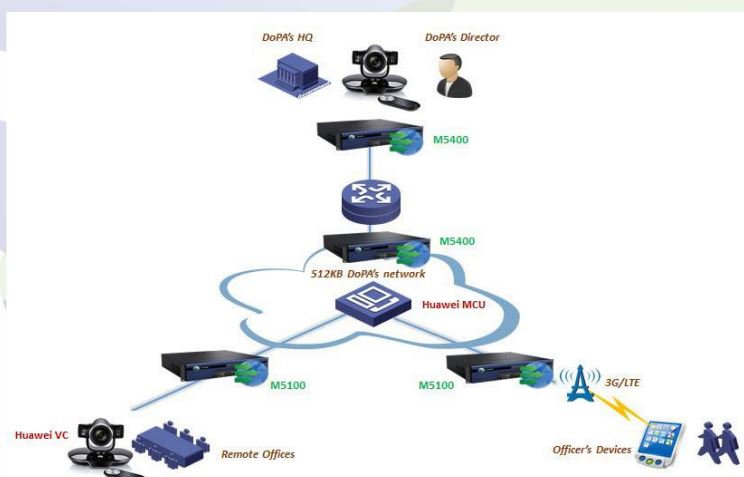 DoPA's HQ
DoPA's Director
M5400
M5400
512KB DoPA's network
Huawei MCU
M5100
M5100
3G/LTE
Huawei VC
Remote Offices
Officer's Devices